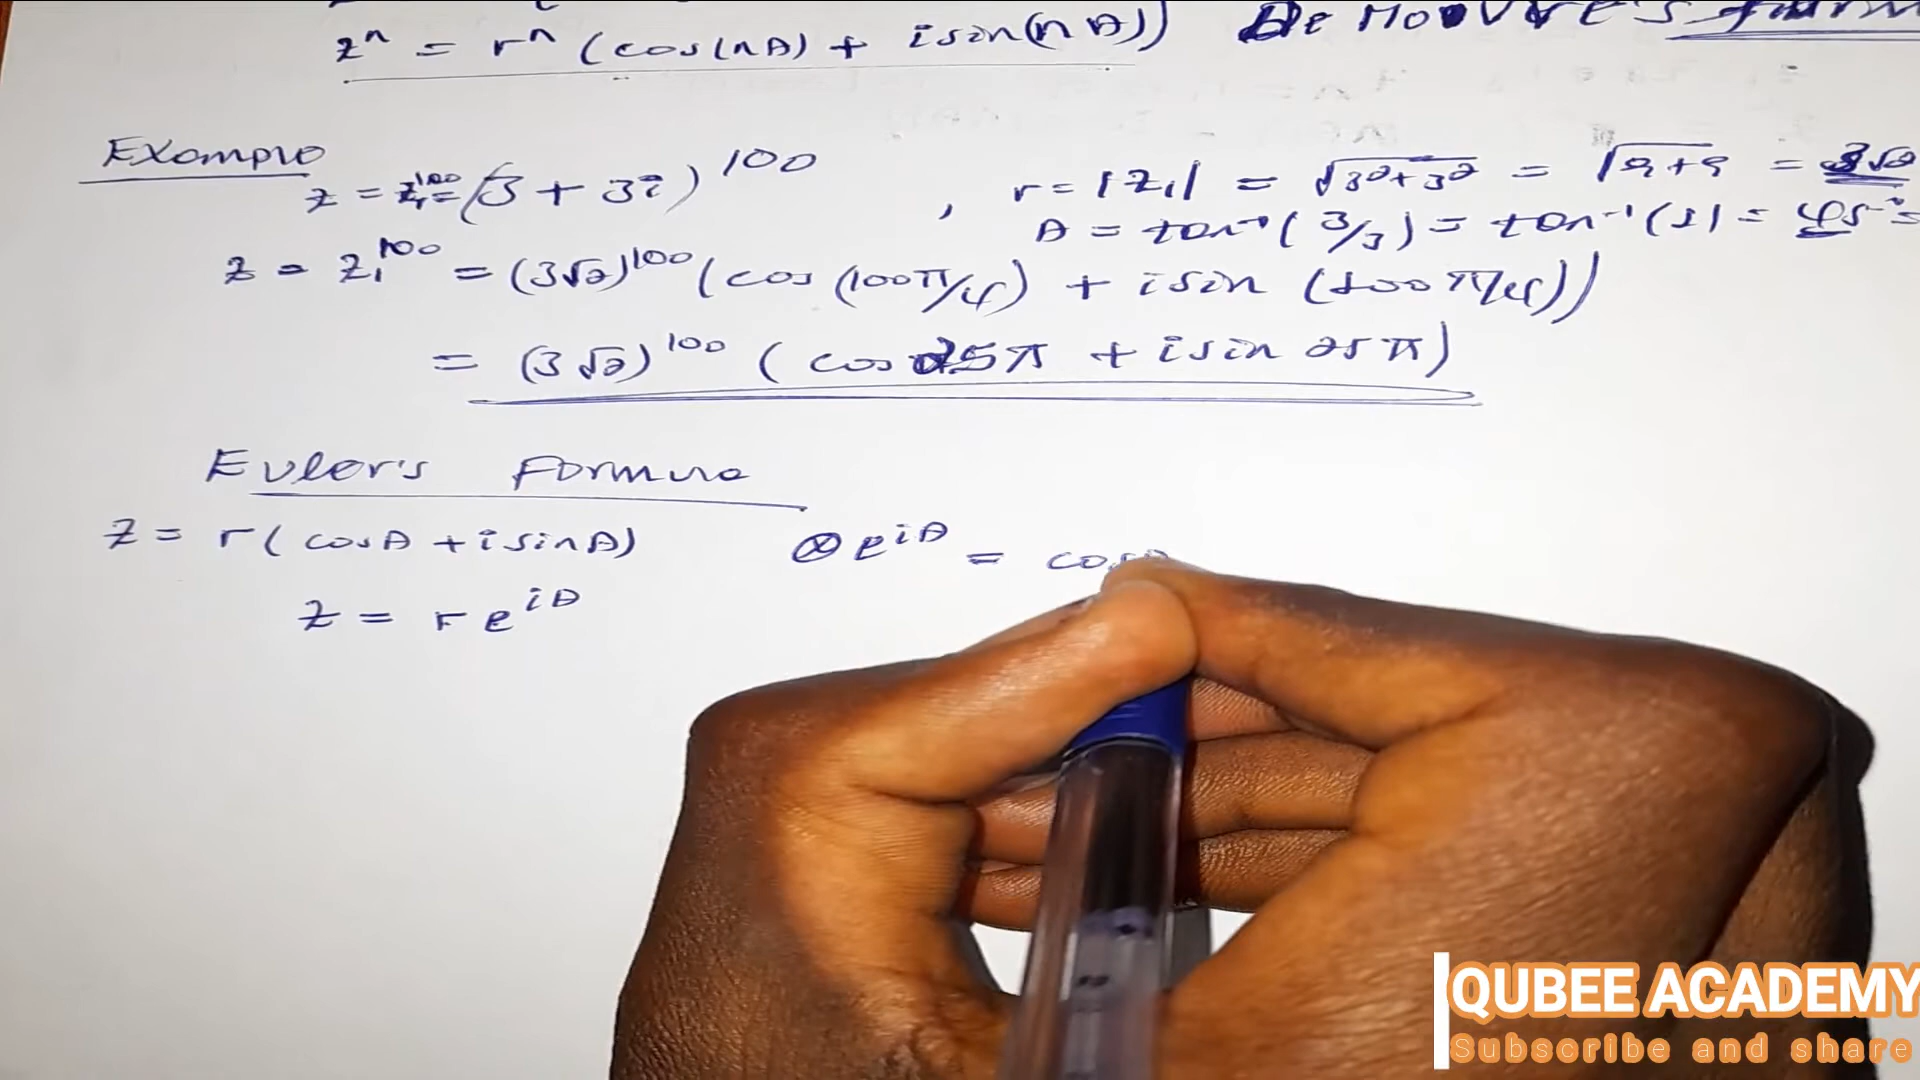 zⁿ = rⁿ (cos(nθ) + i sin(nθ)) De Moivre's
Example
z = z₁¹⁰⁰ = (3 + 3i)¹⁰⁰ , r = |z₁| = √3²+3² = √9+9 = 3√2
θ = tan⁻¹(3/3) = tan⁻¹(1) = 45° =
z = z₁¹⁰⁰ = (3√2)¹⁰⁰ (cos (100π/4) + i sin (100π/4))
= (3√2)¹⁰⁰ (cos 25π + i sin 25π)
Euler's Formula
z = r( cosθ + i sinθ) ⊗ e^iθ = cosθ
z = r e^iθ
QUBEE ACADEMY
Subscribe and share